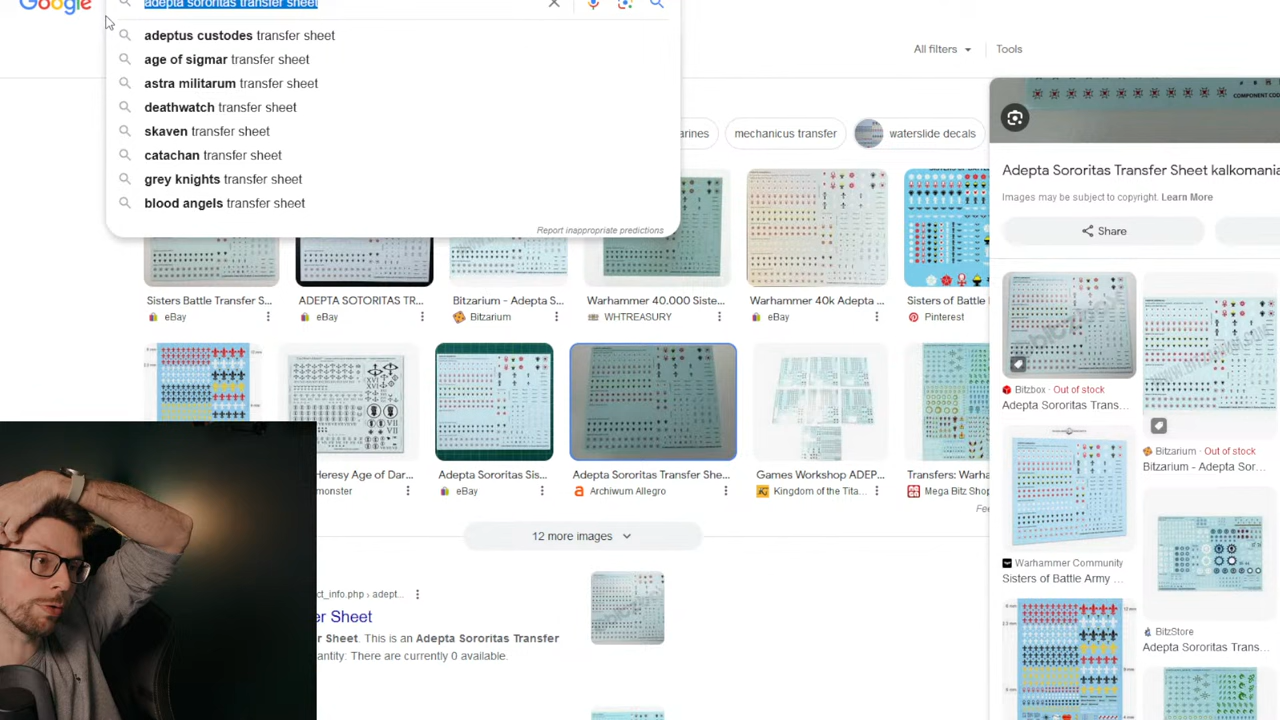 Google
adepta sororitas transfer sheet
adeptus custodes transfer sheet
age of sigmar transfer sheet
astra militarum transfer sheet
deathwatch transfer sheet
skaven transfer sheet
catachan transfer sheet
grey knights transfer sheet
blood angels transfer sheet
Report inappropriate predictions
All filters
Tools
arines
mechanicus transfer
waterslide decals
Sisters Battle Transfer S...
eBay
ADEPTA SOTORITAS TR...
eBay
Bitzarium - Adepta S...
Bitzarium
Warhammer 40.000 Siste...
WHTREASURY
Warhammer 40k Adepta ...
eBay
Sisters of Battle
Pinterest
Heresy Age of Dar...
monster
Adepta Sororitas Sis...
eBay
Adepta Sororitas Transfer She...
Archiwum Allegro
Games Workshop ADEP...
Kingdom of the Tita...
Transfers: Warha
Mega Bitz Shop
Fee
12 more images
ct_info.php › adept...
er Sheet
r Sheet. This is an Adepta Sororitas Transfer
antity: There are currently 0 available.
COMPONENT COD
Adepta Sororitas Transfer Sheet kalkomania
Images may be subject to copyright. Learn More
Share
Bitzbox · Out of stock
Adepta Sororitas Trans...
Bitzarium · Out of stock
Bitzarium - Adepta Sor...
Warhammer Community
Sisters of Battle Army ...
BitzStore
Adepta Sororitas Trans...